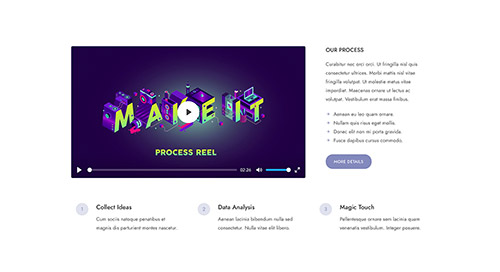 MAKE IT
PROCESS REEL
02:26
OUR PROCESS
Curabitur nec orci orci. Ut fringilla nisl quis
consectetur ultrices. Morbi mattis nisl vitae
fringilla volutpat. Ut molestie metus vitae
imperdiet. Maecenas ornare ut lectus ac
volutpat. Vestibulum erat massa finibus.
Aenean eu leo quam ornare.
Nullam quis risus eget mollis.
Donec elit non mi porta gravida.
Fusce dapibus cursus commodo.
MORE DETAILS
1
Collect Ideas
Cum sociis natoque penatibus et
magnis dis parturient montes nascetur.
2
Data Analysis
Aenean lacinia bibendum nulla sed
consectetur. Nulla vitae elit libero.
3
Magic Touch
Pellentesque ornare sem lacinia quam
venenatis vestibulum. Integer posuere.